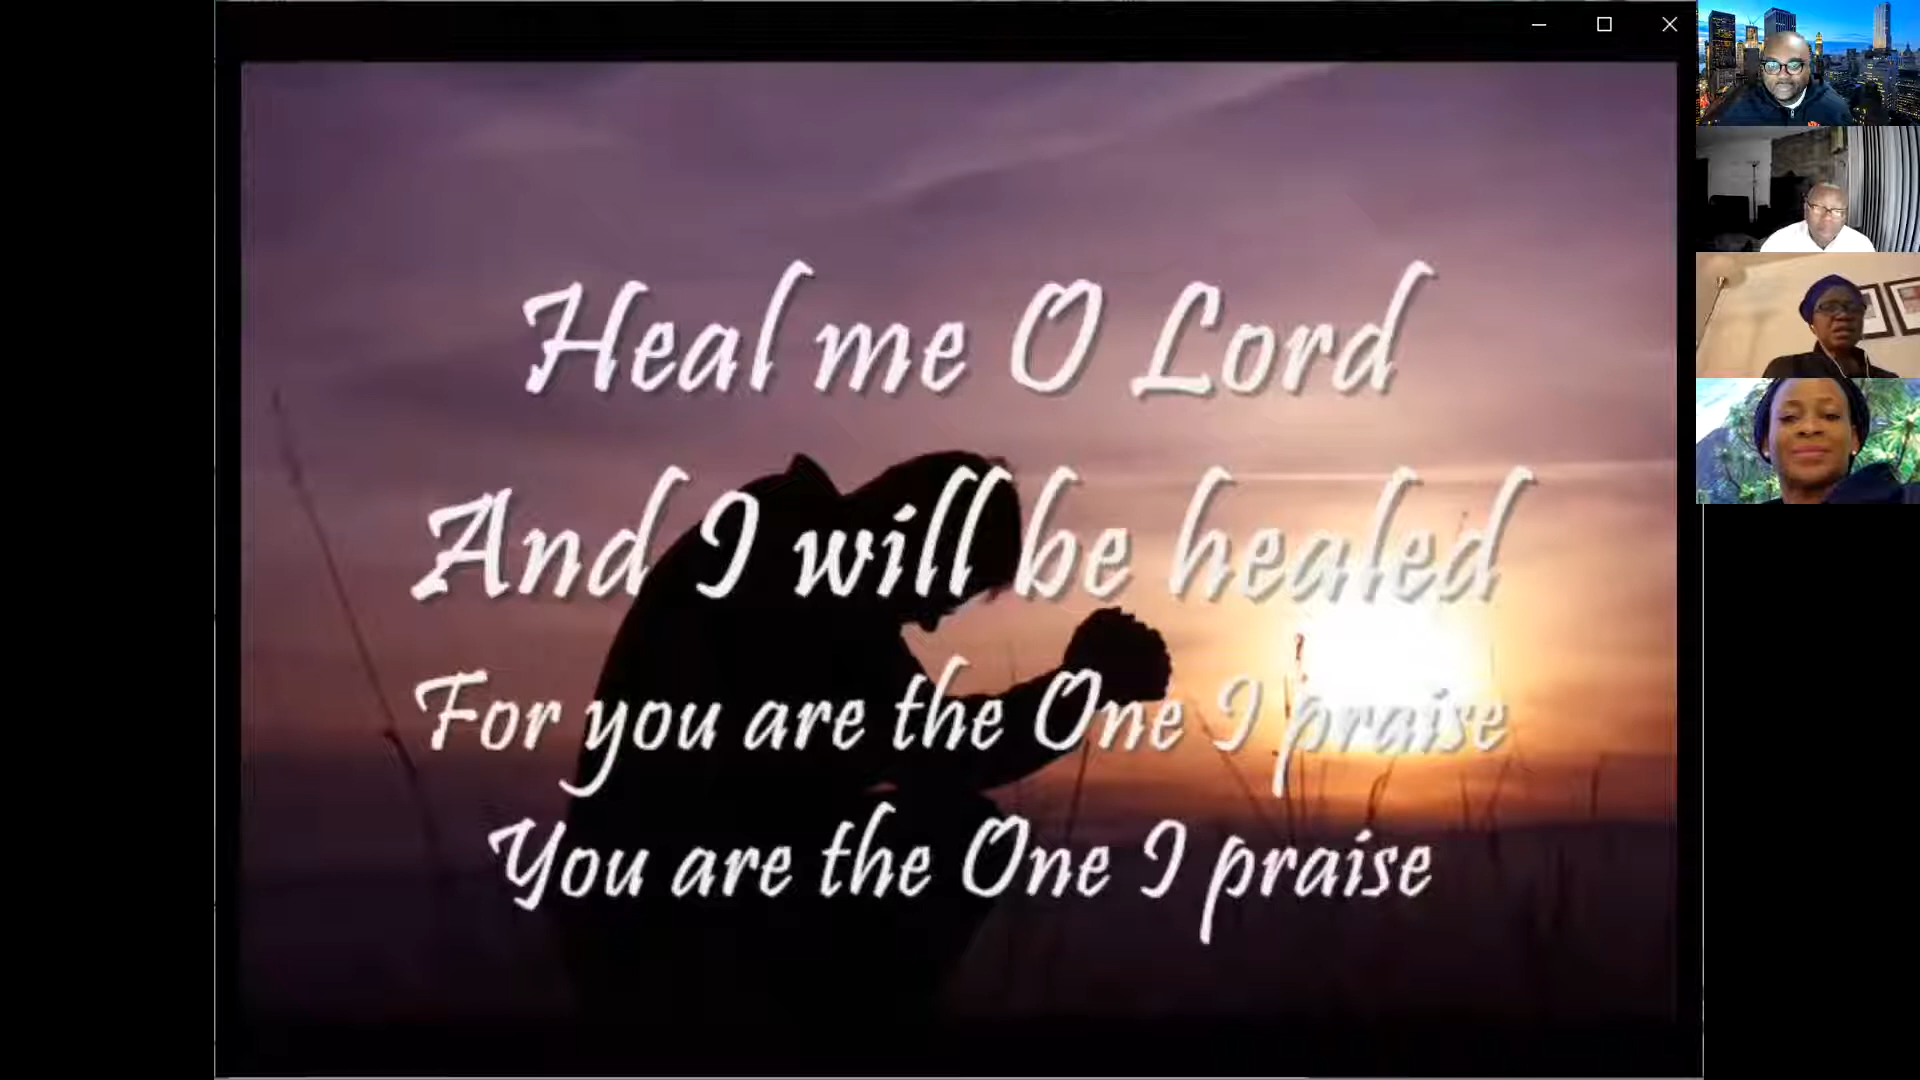 Heal me O Lord
And I will be healed
For you are the One I praise
You are the One I praise